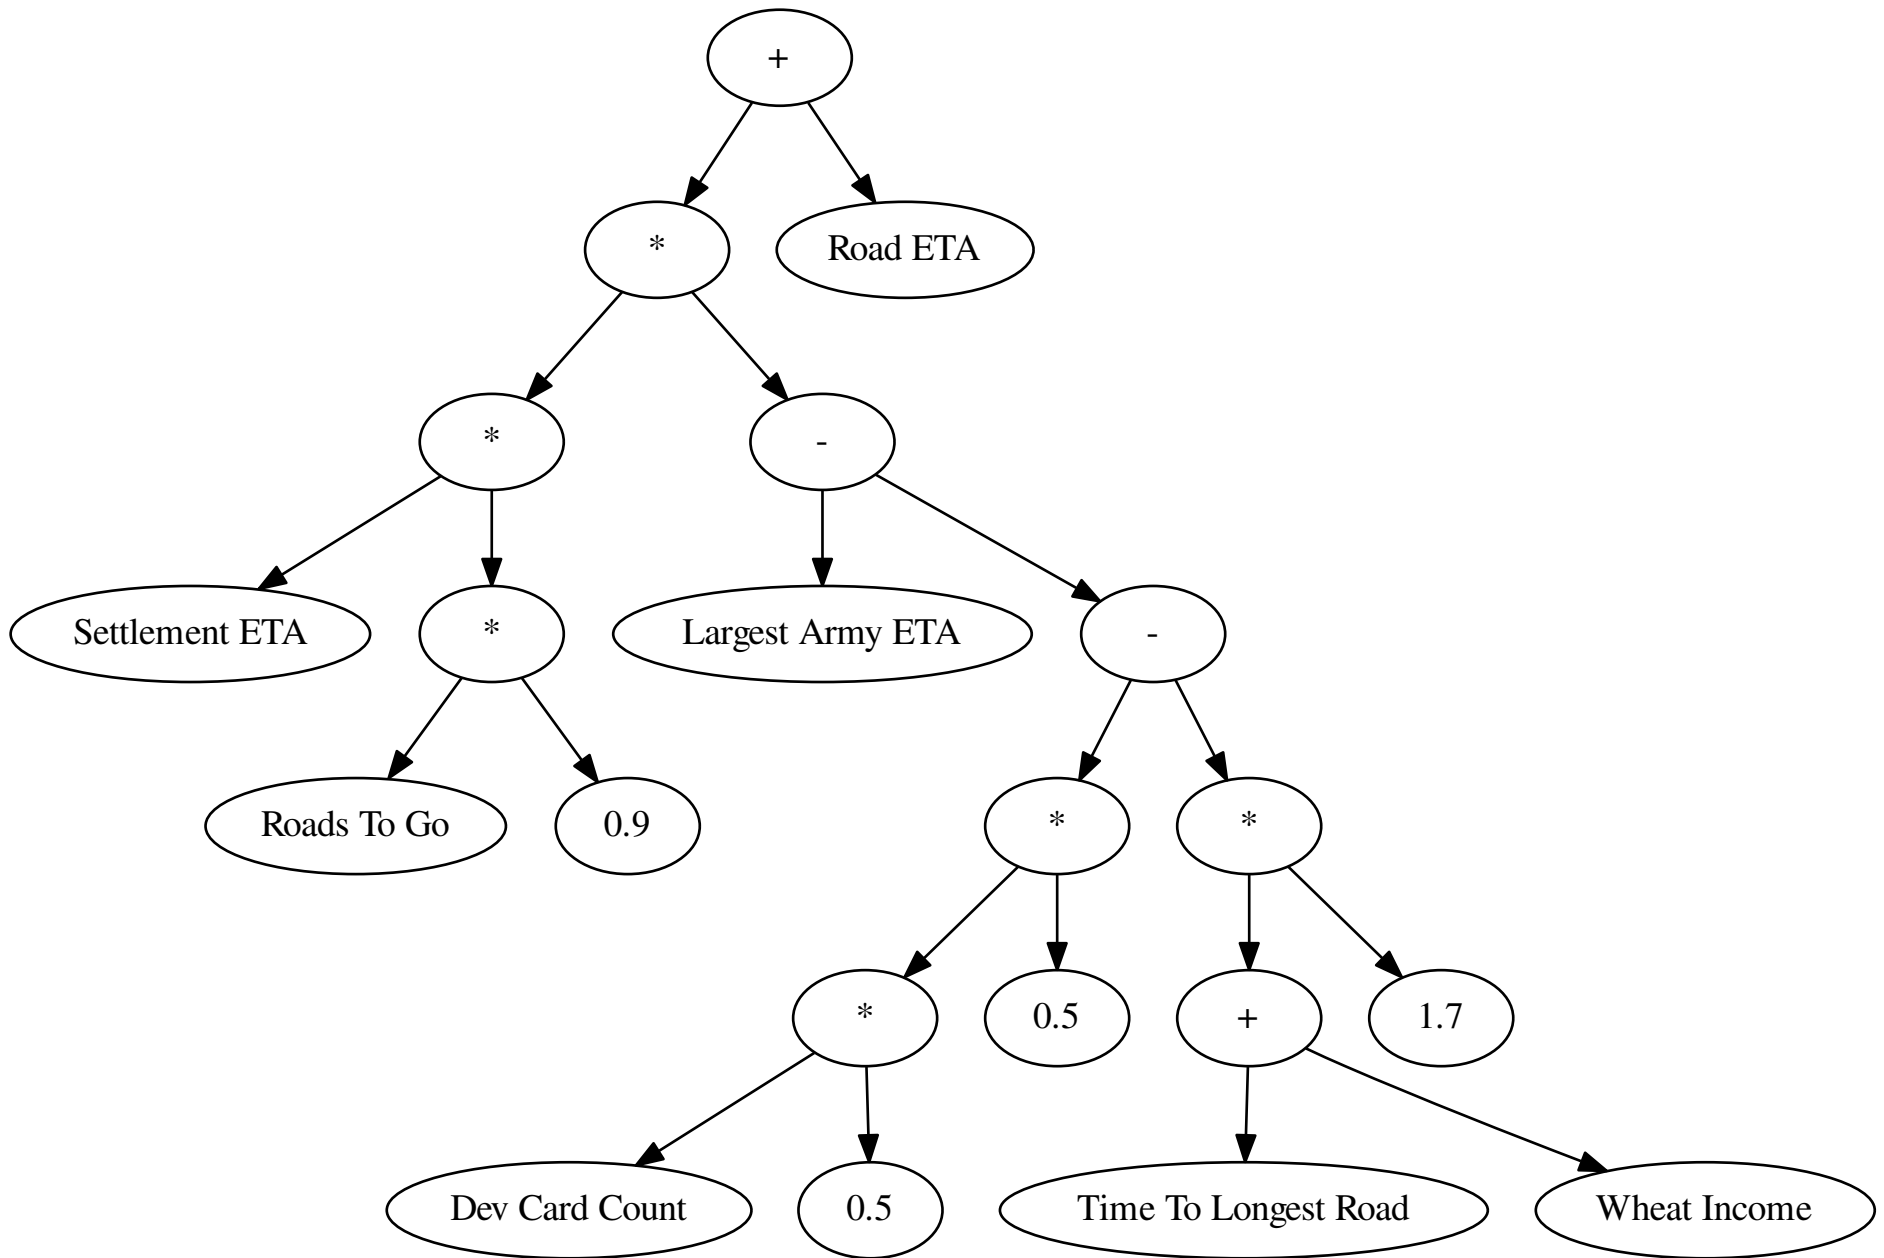 +
* Road ETA
* -
Settlement ETA * Largest Army ETA -
Roads To Go 0.9 * *
* 0.5 + 1.7
Dev Card Count 0.5 Time To Longest Road Wheat Income